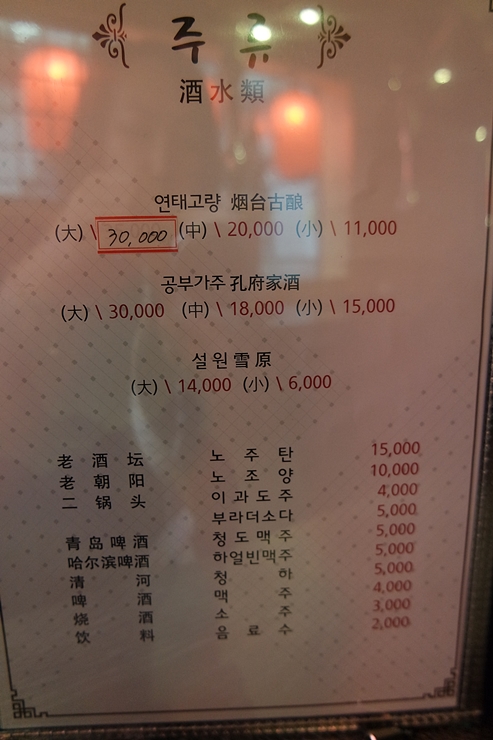 주 류
酒水類
연태고량 烟台古酿
(大) \ 30,000 (中) \ 20,000 (小) \ 11,000
공부가주 孔府家酒
(大) \ 30,000 (中) \ 18,000 (小) \ 15,000
설원 雪原
(大) \ 14,000 (小) \ 6,000
老酒坛 노주탄 15,000
老朝阳 노조양 10,000
二锅头 이과도주 4,000
부라더소다 5,000
青岛啤酒 청도맥주 5,000
哈尔滨啤酒 하얼빈맥주 5,000
清河 청하 5,000
啤酒 맥주 4,000
烧酒 소주 3,000
饮料 음료수 2,000